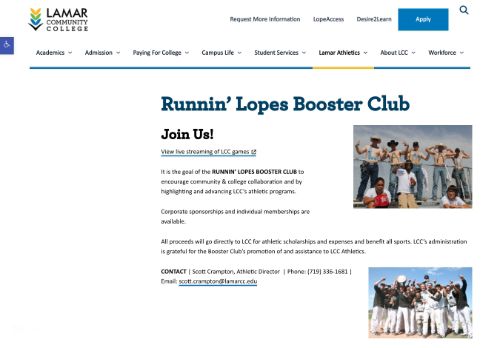 LAMAR
COMMUNITY
COLLEGE
Request More Information LopeAccess Desire2Learn Apply
Academics Admission Paying For College Campus Life Student Services Lamar Athletics About LCC Workforce
Runnin' Lopes Booster Club
Join Us!
View live streaming of LCC games
It is the goal of the RUNNIN' LOPES BOOSTER CLUB to
encourage community & college collaboration and by
highlighting and advancing LCC's athletic programs.
Corporate sponsorships and individual memberships are
available.
All proceeds will go directly to LCC for athletic scholarships and expenses and benefit all sports. LCC's administration
is grateful for the Booster Club's promotion of and assistance to LCC Athletics.
CONTACT | Scott Crampton, Athletic Director | Phone: (719) 336-1681 |
Email: scott.crampton@lamarcc.edu